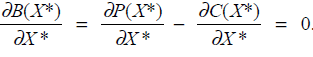 ∂B(X*)/∂X* = ∂P(X*)/∂X* − ∂C(X*)/∂X* = 0.